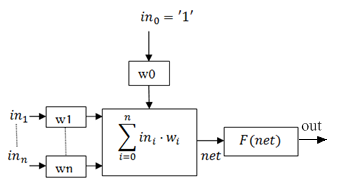 in₀ = '1'
w0
in₁
w1
n
∑ inᵢ · wᵢ
i=0
F(net)
out
net
inₙ
wn